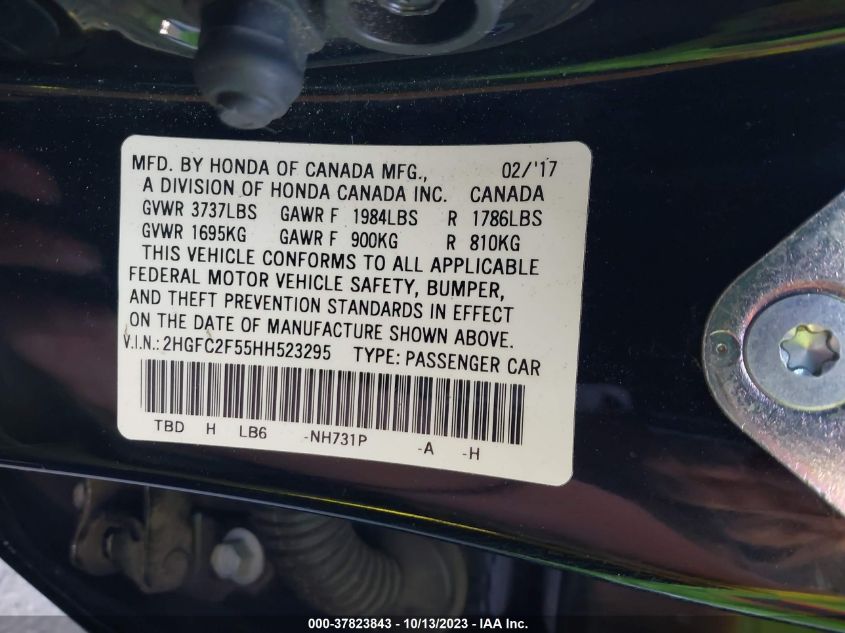 MFD. BY HONDA OF CANADA MFG., 02/'17
A DIVISION OF HONDA CANADA INC. CANADA
GVWR 3737LBS GAWR F 1984LBS R 1786LBS
GVWR 1695KG GAWR F 900KG R 810KG
THIS VEHICLE CONFORMS TO ALL APPLICABLE
FEDERAL MOTOR VEHICLE SAFETY, BUMPER,
AND THEFT PREVENTION STANDARDS IN EFFECT
ON THE DATE OF MANUFACTURE SHOWN ABOVE.
V.I.N.: 2HGFC2F55HH523295 TYPE: PASSENGER CAR
TBD H LB6 -NH731P -A -H
000-37823843 / 10/13/2023 - IAA Inc.